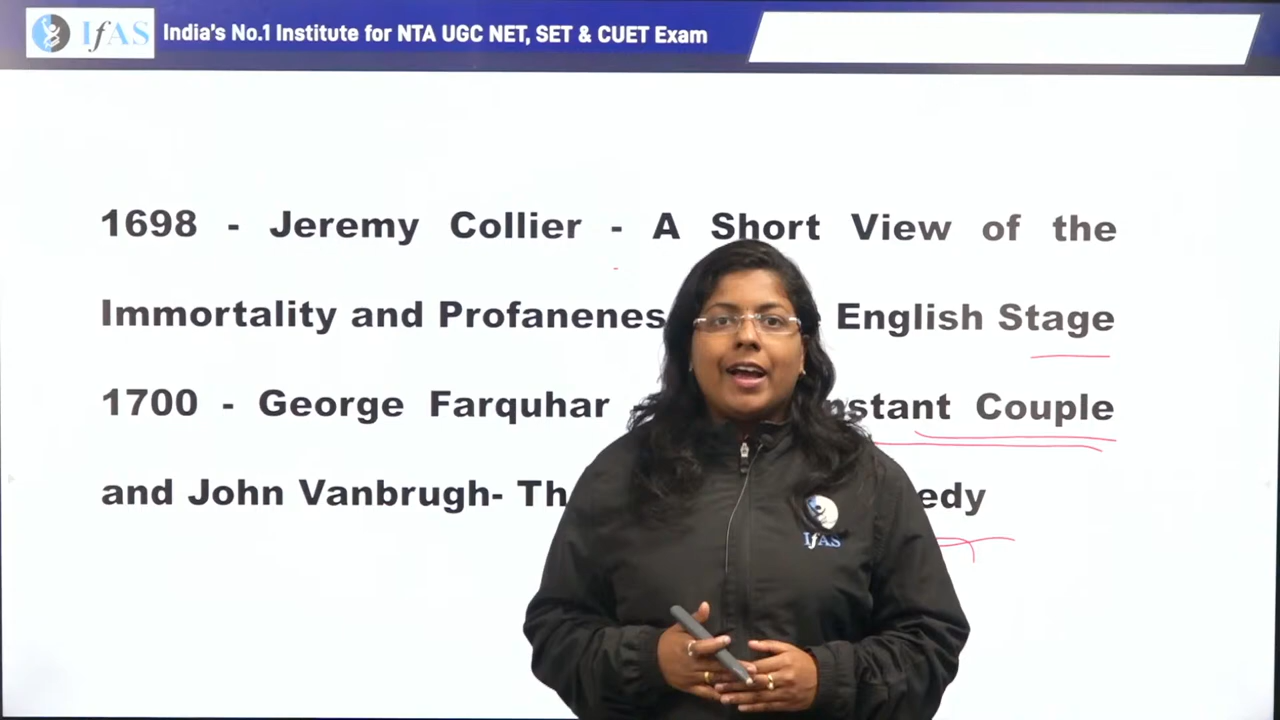 IfAS India's No.1 Institute for NTA UGC NET, SET & CUET Exam
1698 - Jeremy Collier - A Short View of the
Immortality and Profanenes English Stage
1700 - George Farquhar nstant Couple
and John Vanbrugh- Th edy
IfAS